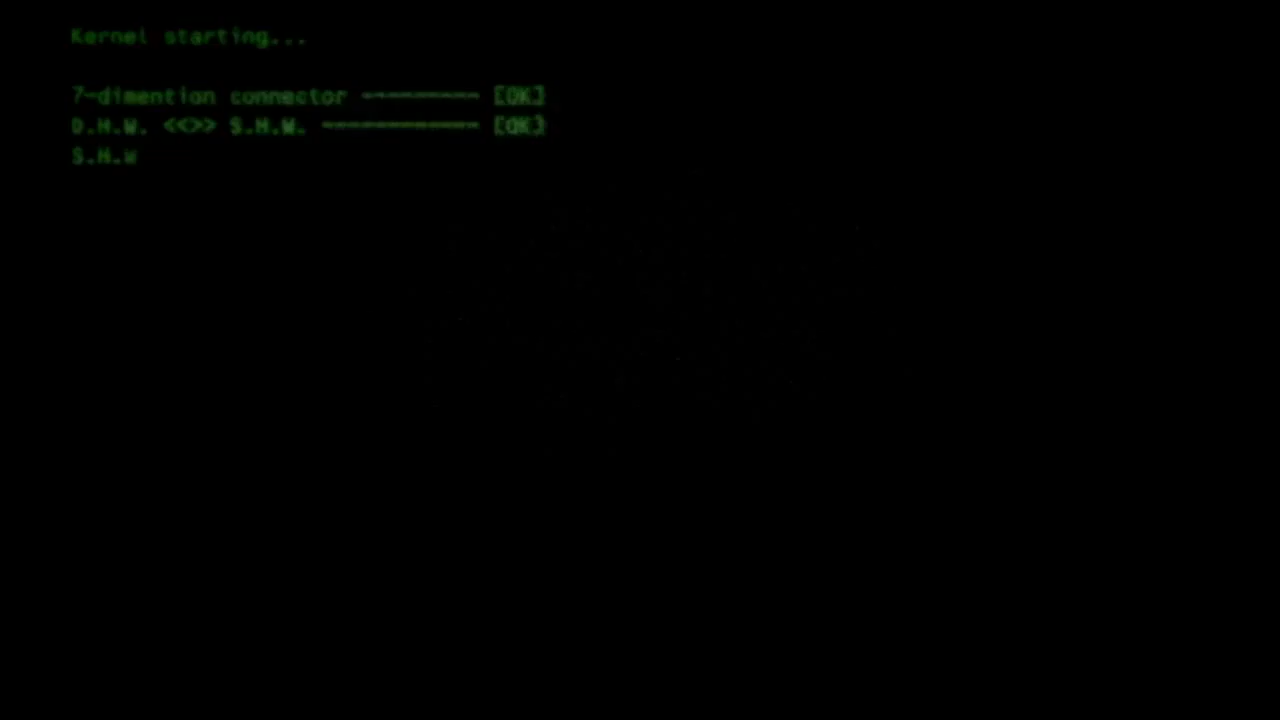 Kernel starting...
7-dimention connector ───────── [OK]
D.H.W. <<>> S.H.W. ──────────── [OK]
S.H.w